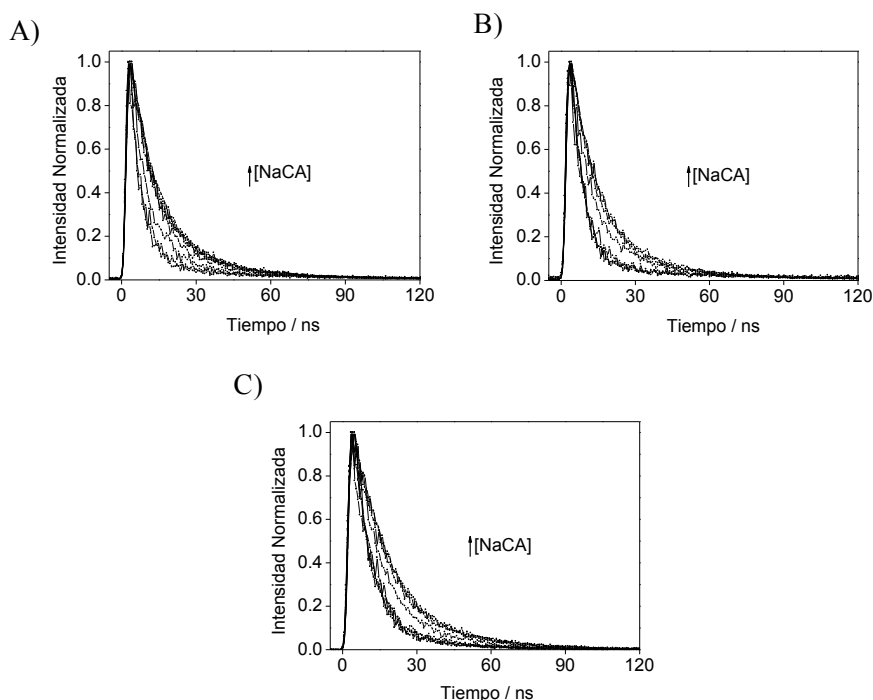 A)
Intensidad Normalizada
1.0
0.8
0.6
0.4
0.2
0.0
↑[NaCA]
0 30 60 90 120
Tiempo / ns
B)
Intensidad Normalizada
1.0
0.8
0.6
0.4
0.2
0.0
↑[NaCA]
0 30 60 90 120
Tiempo / ns
C)
Intensidad Normalizada
1.0
0.8
0.6
0.4
0.2
0.0
↑[NaCA]
0 30 60 90 120
Tiempo / ns